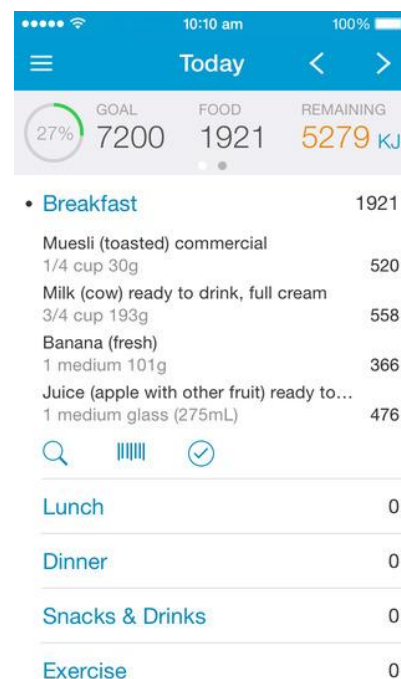 10:10 am 100%
Today
GOAL FOOD REMAINING
27% 7200 1921 5279 KJ
• Breakfast 1921
Muesli (toasted) commercial
1/4 cup 30g 520
Milk (cow) ready to drink, full cream
3/4 cup 193g 558
Banana (fresh)
1 medium 101g 366
Juice (apple with other fruit) ready to...
1 medium glass (275mL) 476
Lunch 0
Dinner 0
Snacks & Drinks 0
Exercise 0